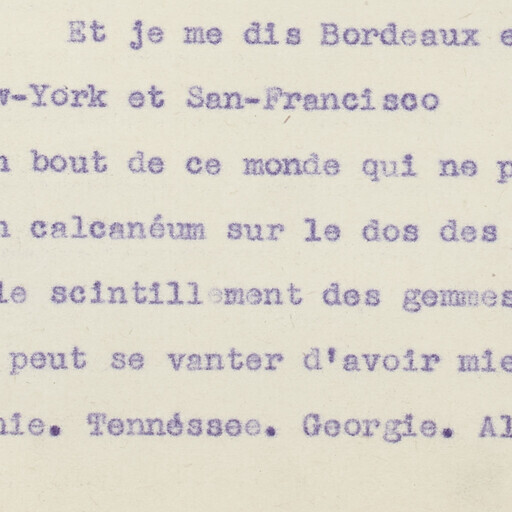 Et je me dis Bordeaux e
w-York et San-Francisco
n bout de ce monde qui ne p
n calcanéum sur le dos des
le scintillement des gemmes
peut se vanter d'avoir mie
nie. Tennéssee. Georgie. Al